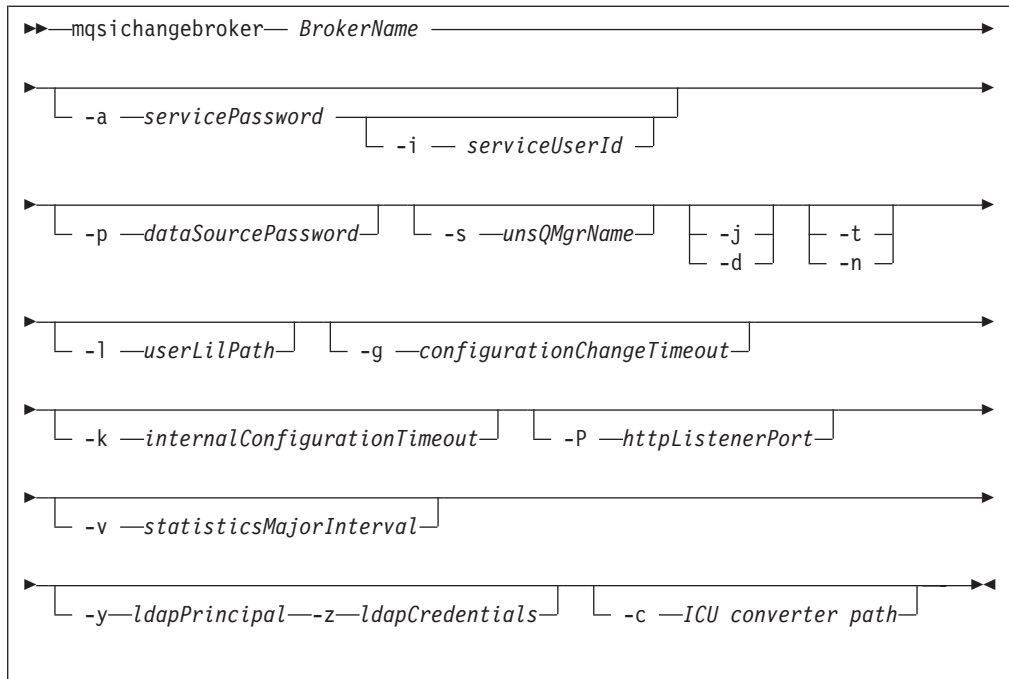 mqsichangebroker BrokerName
-a servicePassword
-i serviceUserId
-p dataSourcePassword -s unsQMgrName -j -t
-d -n
-l userLilPath -g configurationChangeTimeout
-k internalConfigurationTimeout -P httpListenerPort
-v statisticsMajorInterval
-y ldapPrincipal -z ldapCredentials -c ICU converter path